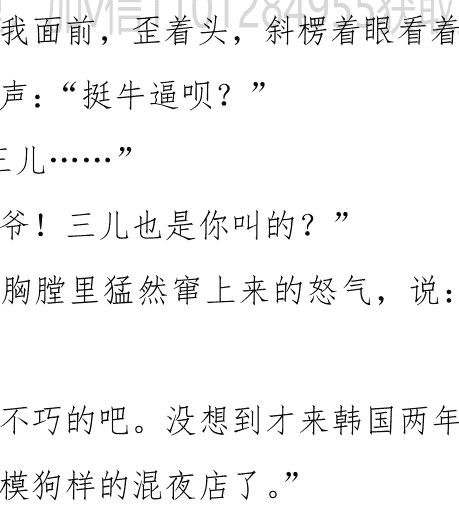 我面前，歪着头，斜楞着眼看着
声：“挺牛逼呗？”
三儿……”
爷！三儿也是你叫的？”
胸膛里猛然窜上来的怒气，说：
不巧的吧。没想到才来韩国两年
模狗样的混夜店了。”